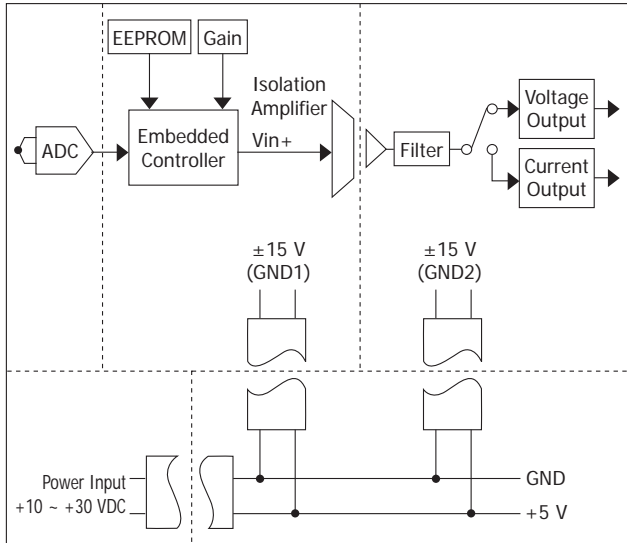 EEPROM
Gain
Isolation
Amplifier
Voltage
Output
ADC
Embedded
Controller
Vin+
Filter
Current
Output
±15 V
(GND1)
±15 V
(GND2)
Power Input
+10 ~ +30 VDC
GND
+5 V